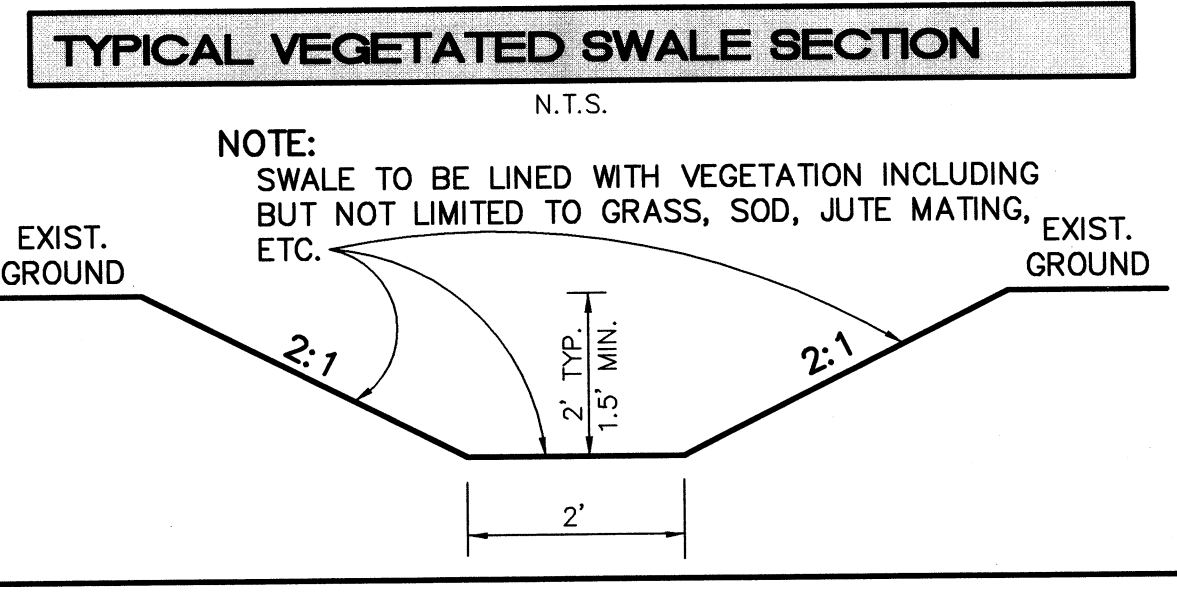 TYPICAL VEGETATED SWALE SECTION
N.T.S.
NOTE:
SWALE TO BE LINED WITH VEGETATION INCLUDING
BUT NOT LIMITED TO GRASS, SOD, JUTE MATING,
ETC.
EXIST.
GROUND
EXIST.
GROUND
2:1
2' TYP.
1.5' MIN.
2:1
2'